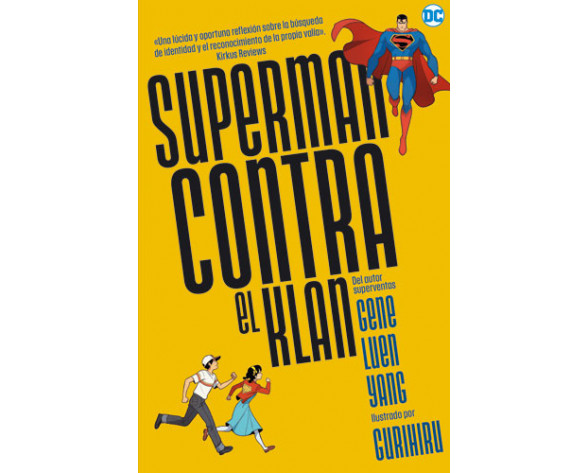 DC
«Una lúcida y oportuna reflexión sobre la búsqueda
de identidad y el reconocimiento de la propia valía».
Kirkus Reviews
SUPERMAN
CONTRA
EL KLAN
Del autor
superventas
GENE
LUEN
YANG
Ilustrado por
GURIHIRU